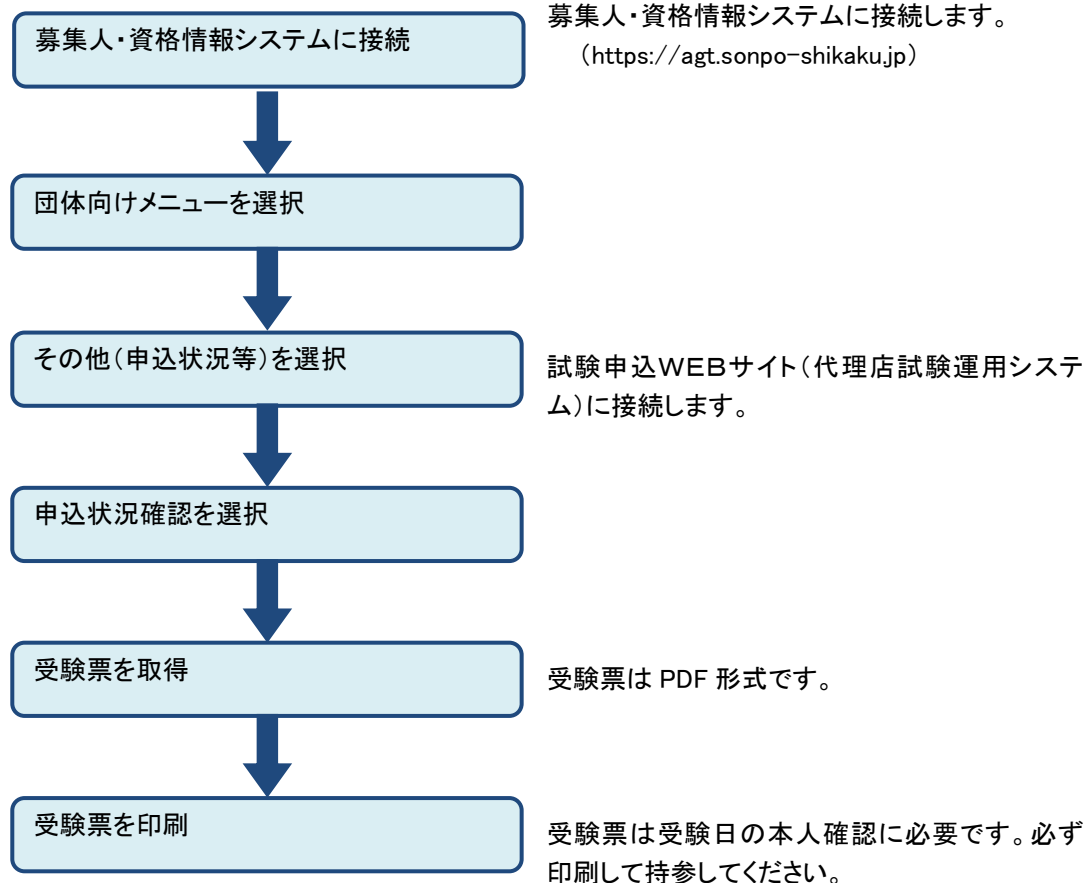 募集人・資格情報システムに接続
募集人・資格情報システムに接続します。
（https://agt.sonpo-shikaku.jp）
団体向けメニューを選択
その他（申込状況等）を選択
試験申込ＷＥＢサイト（代理店試験運用システ
ム）に接続します。
申込状況確認を選択
受験票を取得
受験票は PDF 形式です。
受験票を印刷
受験票は受験日の本人確認に必要です。必ず
印刷して持参してください。